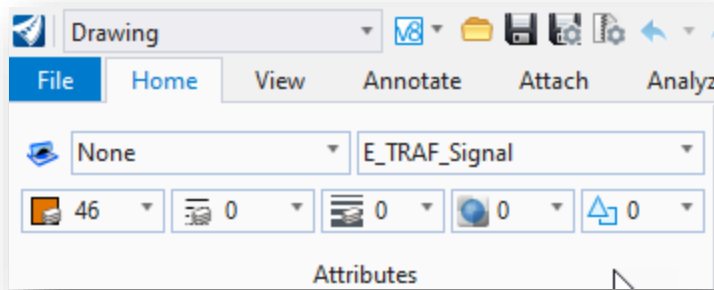 Drawing V8
File Home View Annotate Attach Analyz
None E_TRAF_Signal
46 0 0 0 0
Attributes